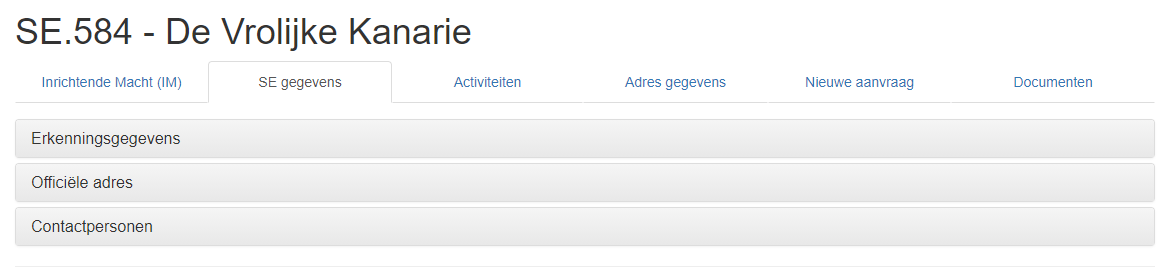 SE.584 - De Vrolijke Kanarie
Inrichtende Macht (IM) SE gegevens Activiteiten Adres gegevens Nieuwe aanvraag Documenten
Erkenningsgegevens
Officiële adres
Contactpersonen